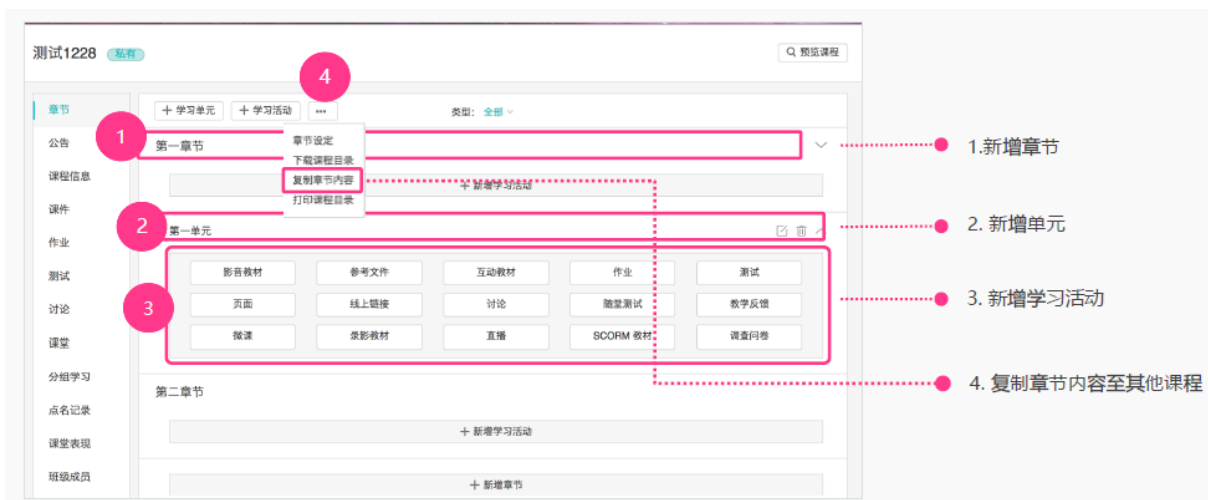 测试1228 私有
预览课程
4
章节
+ 学习单元 + 学习活动 ...
类型: 全部
公告
1
第一章节
章节设定
下载课程目录
复制章节内容
打印课程目录
1.新增章节
课程信息
+ 新增学习活动
课件
2
第一单元
2. 新增单元
作业
影音教材 参考文件 互动教材 作业 测试
测试
3
页面 线上链接 讨论 随堂测试 教学反馈
3. 新增学习活动
讨论
微课 录影教材 直播 SCORM 教材 调查问卷
课堂
分组学习
第二章节
4. 复制章节内容至其他课程
点名记录
课堂表现
+ 新增学习活动
班级成员
+ 新增章节